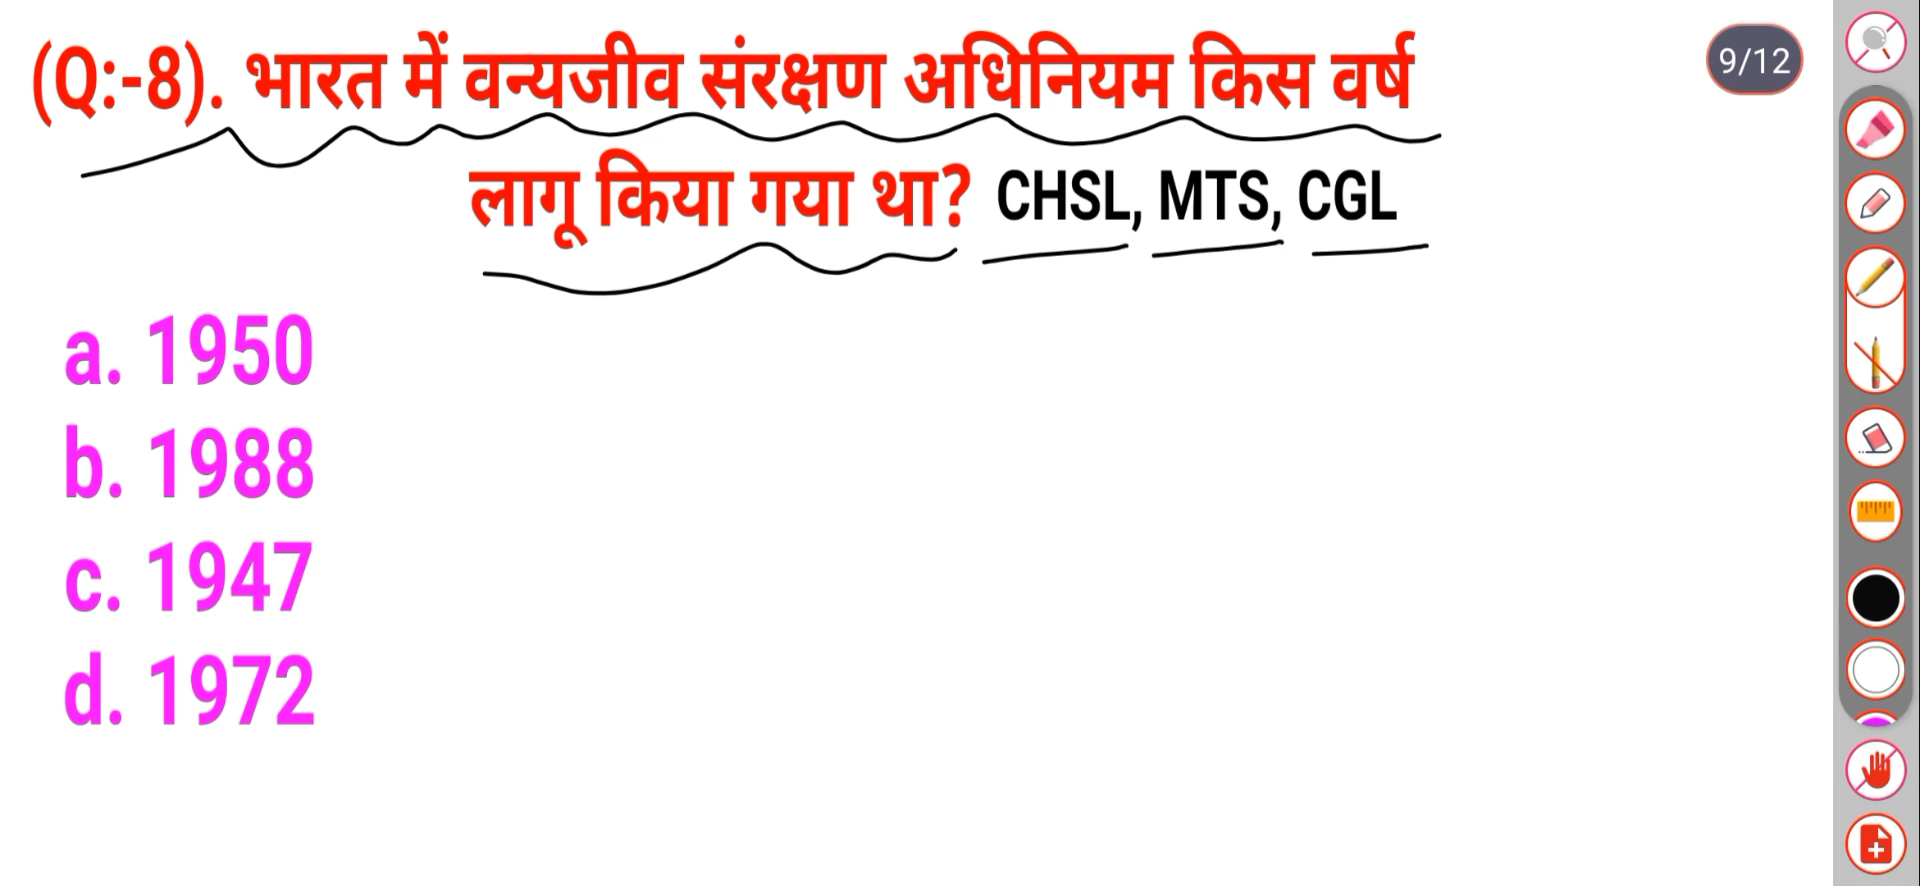 (Q:-8). भारत में वन्यजीव संरक्षण अधिनियम किस वर्ष
लागू किया गया था? CHSL, MTS, CGL
9/12
a. 1950
b. 1988
c. 1947
d. 1972